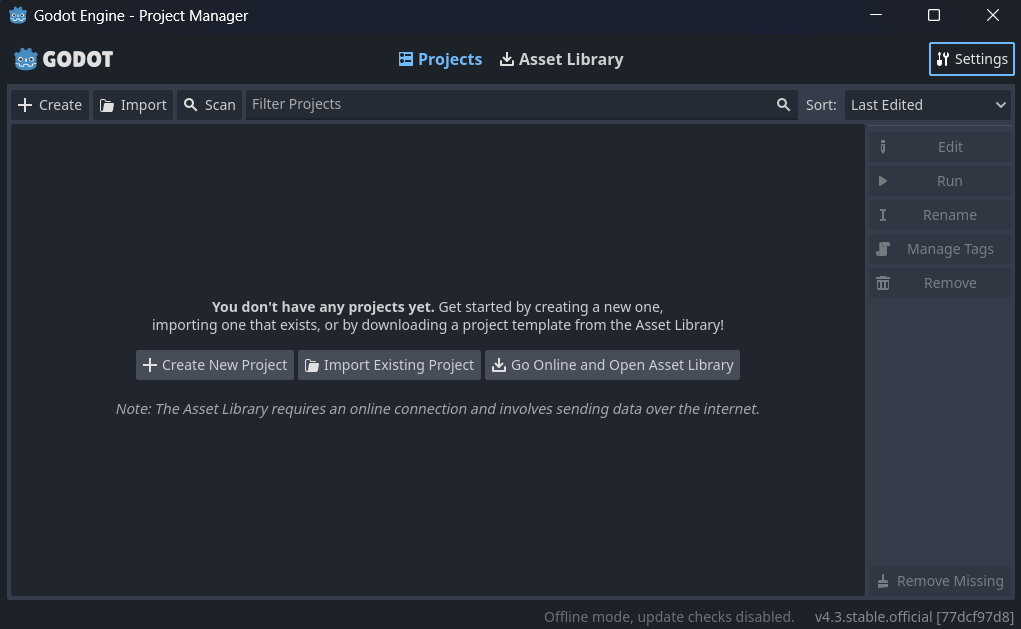 Godot Engine - Project Manager
GODOT
Projects
Asset Library
Settings
Create
Import
Scan
Filter Projects
Sort:
Last Edited
Edit
Run
Rename
Manage Tags
Remove
You don't have any projects yet. Get started by creating a new one,
importing one that exists, or by downloading a project template from the Asset Library!
Create New Project
Import Existing Project
Go Online and Open Asset Library
Note: The Asset Library requires an online connection and involves sending data over the internet.
Remove Missing
Offline mode, update checks disabled.
v4.3.stable.official [77dcf97d8]